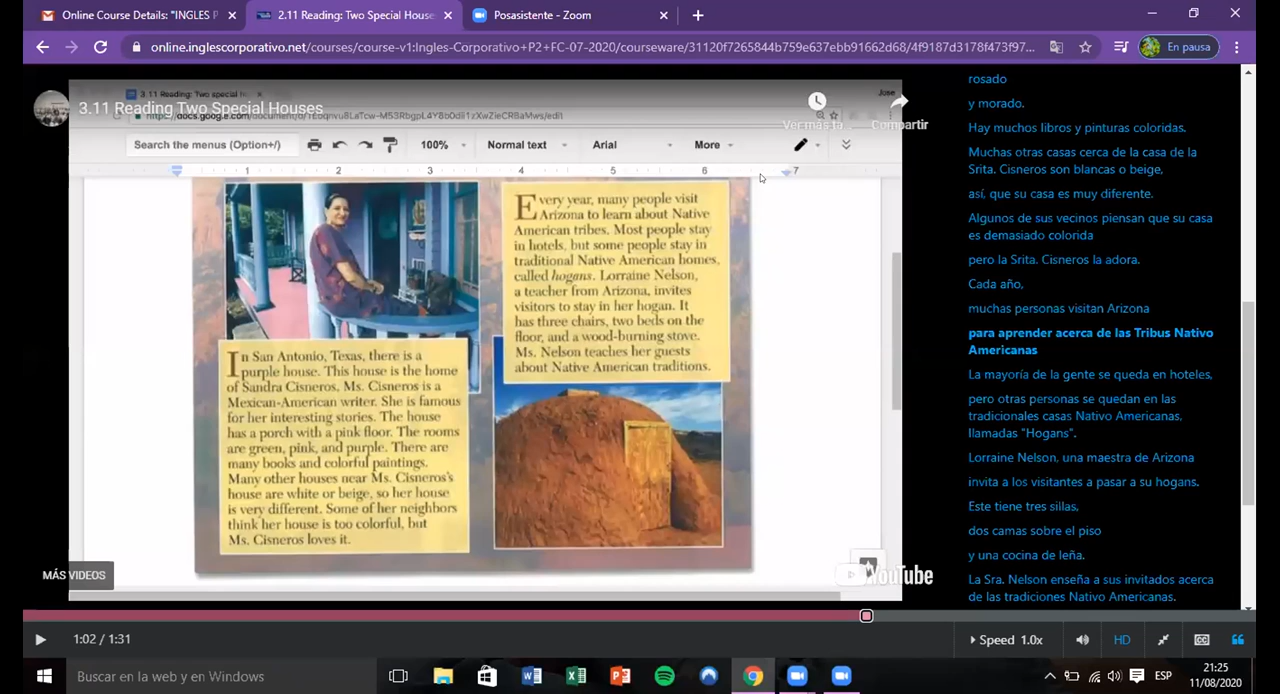 Online Course Details: "INGLES P
2.11 Reading: Two Special House
Posasistente - Zoom
online.inglescorporativo.net/courses/course-v1:Ingles-Corporativo+P2+FC-07-2020/courseware/31120f7265844b759e637ebb91662d68/4f9187d3178f473f97...
En pausa
3.11 Reading: Two special h
Jose
3.11 Reading Two Special Houses
Ver más ta...
Compartir
Search the menus (Option+/)
100%
Normal text
Arial
More
1 2 3 4 5 6 7
Every year, many people visit
Arizona to learn about Native
American tribes. Most people stay
in hotels, but some people stay in
traditional Native American homes,
called hogans. Lorraine Nelson,
a teacher from Arizona, invites
visitors to stay in her hogan. It
has three chairs, two beds on the
floor, and a wood-burning stove.
Ms. Nelson teaches her guests
about Native American traditions.
In San Antonio, Texas, there is a
purple house. This house is the home
of Sandra Cisneros. Ms. Cisneros is a
Mexican-American writer. She is famous
for her interesting stories. The house
has a porch with a pink floor. The rooms
are green, pink, and purple. There are
many books and colorful paintings.
Many other houses near Ms. Cisneros's
house are white or beige, so her house
is very different. Some of her neighbors
think her house is too colorful, but
Ms. Cisneros loves it.
MÁS VIDEOS
YouTube
rosado
y morado.
Hay muchos libros y pinturas coloridas.
Muchas otras casas cerca de la casa de la
Srita. Cisneros son blancas o beige,
así, que su casa es muy diferente.
Algunos de sus vecinos piensan que su casa
es demasiado colorida
pero la Srita. Cisneros la adora.
Cada año,
muchas personas visitan Arizona
para aprender acerca de las Tribus Nativo
Americanas
La mayoría de la gente se queda en hoteles,
pero otras personas se quedan en las
tradicionales casas Nativo Americanas,
llamadas "Hogans".
Lorraine Nelson, una maestra de Arizona
invita a los visitantes a pasar a su hogans.
Este tiene tres sillas,
dos camas sobre el piso
y una cocina de leña.
La Sra. Nelson enseña a sus invitados acerca
de las tradiciones Nativo Americanas.
1:02 / 1:31
Speed 1.0x
HD
Buscar en la web y en Windows
ESP
21:25
11/08/2020